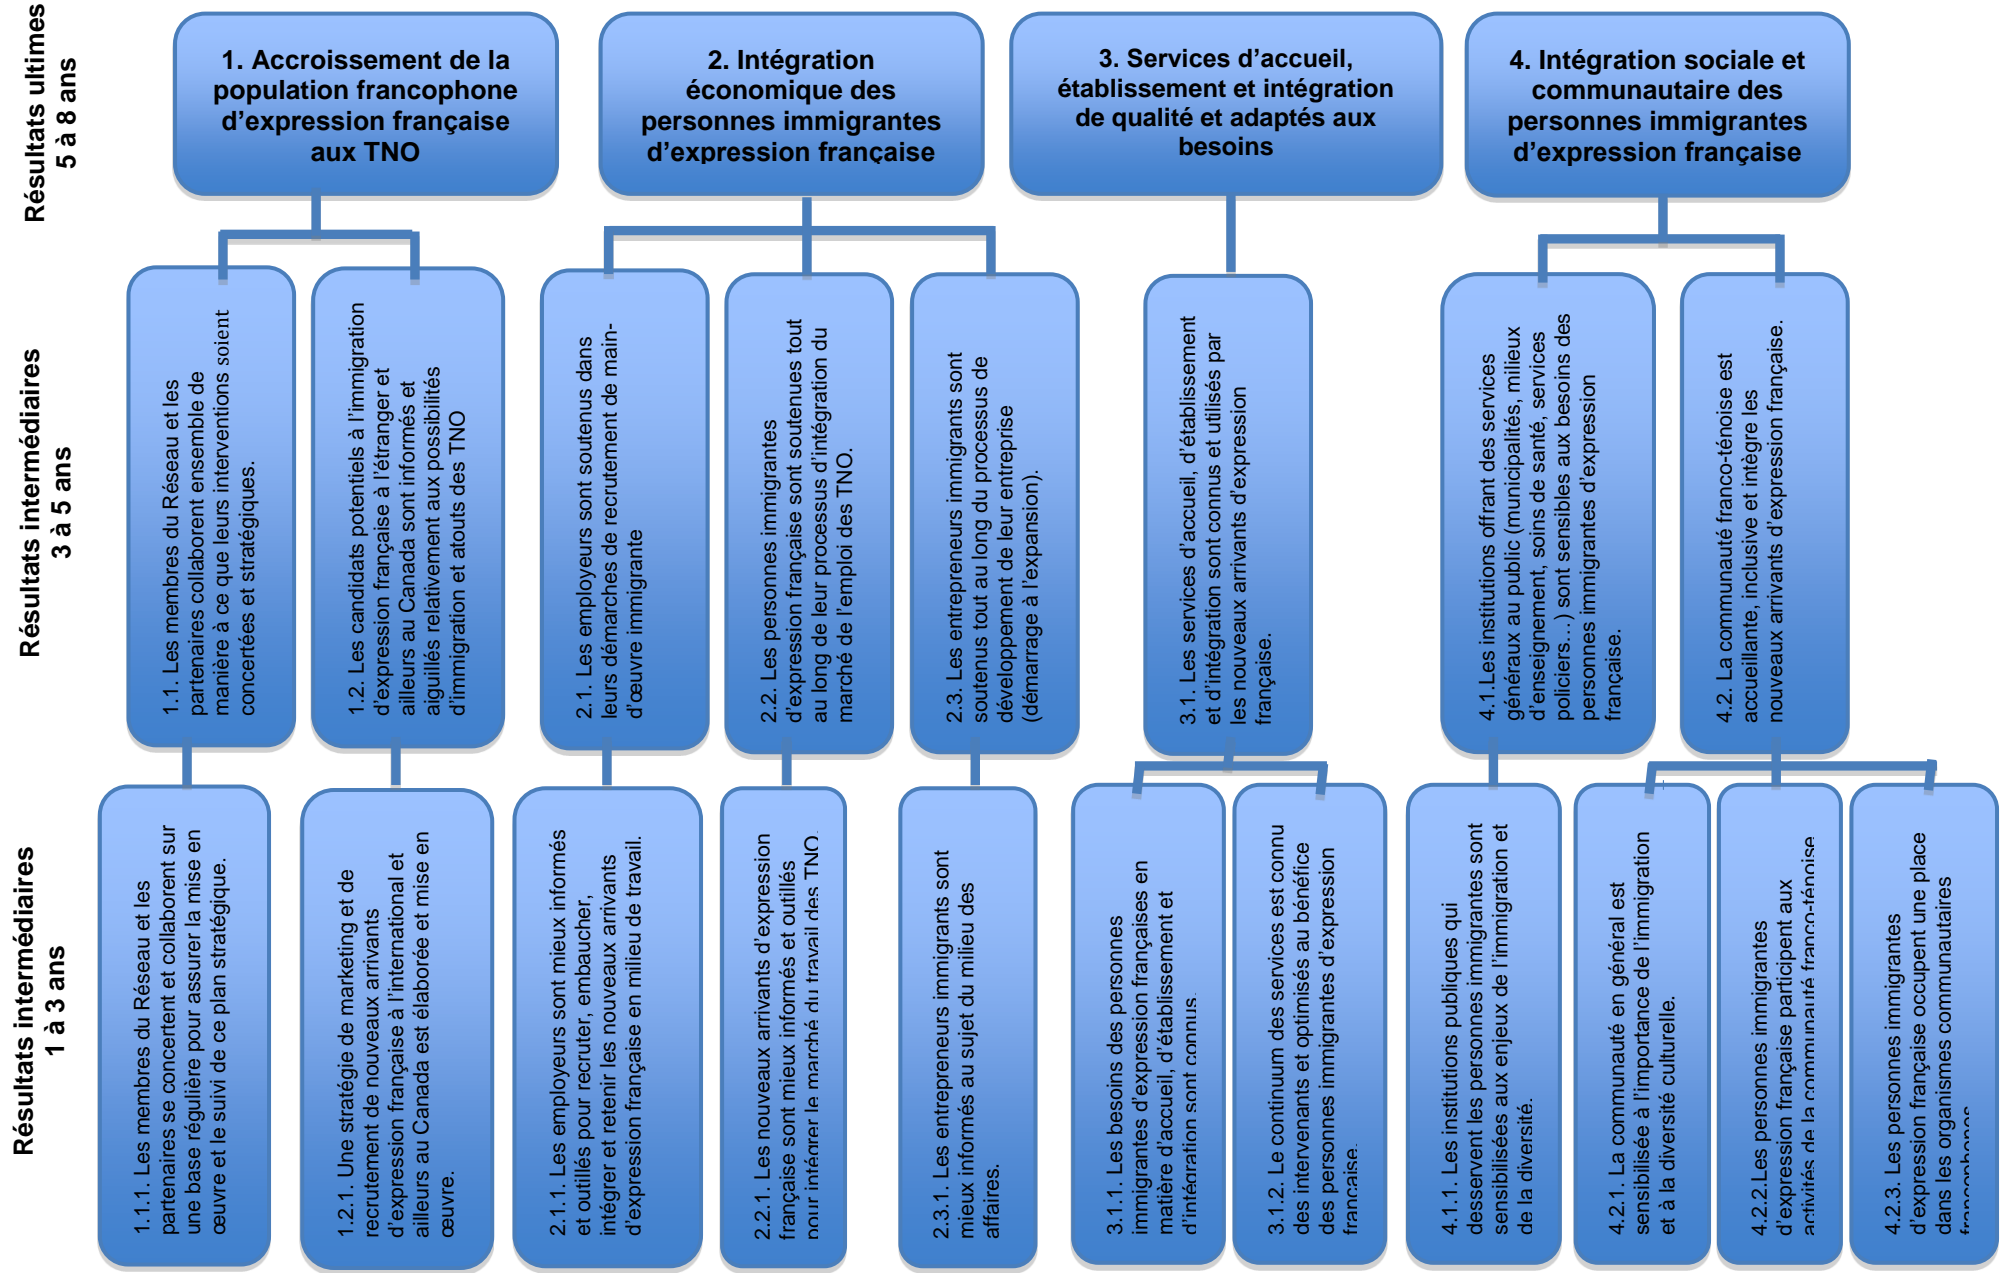 Résultats ultimes
5 à 8 ans
1. Accroissement de la
population francophone
d’expression française
aux TNO
2. Intégration
économique des
personnes immigrantes
d’expression française
3. Services d’accueil,
établissement et intégration
de qualité et adaptés aux
besoins
4. Intégration sociale et
communautaire des
personnes immigrantes
d’expression française
Résultats intermédiaires
3 à 5 ans
1.1. Les membres du Réseau et les
partenaires collaborent ensemble de
manière à ce que leurs interventions soient
concertées et stratégiques.
1.2. Les candidats potentiels à l’immigration
d’expression française à l’étranger et
ailleurs au Canada sont informés et
aiguillés relativement aux possibilités
d’immigration et atouts des TNO
2.1. Les employeurs sont soutenus dans
leurs démarches de recrutement de main-
d’œuvre immigrante
2.2. Les personnes immigrantes
d’expression française sont soutenues tout
au long de leur processus d’intégration du
marché de l’emploi des TNO.
2.3. Les entrepreneurs immigrants sont
soutenus tout au long du processus de
développement de leur entreprise
(démarrage à l’expansion).
3.1. Les services d’accueil, d’établissement
et d’intégration sont connus et utilisés par
les nouveaux arrivants d’expression
française.
4.1.Les institutions offrant des services
généraux au public (municipalités, milieux
d’enseignement, soins de santé, services
policiers…) sont sensibles aux besoins des
personnes immigrantes d’expression
française.
4.2. La communauté franco-ténoise est
accueillante, inclusive et intègre les
nouveaux arrivants d’expression française.
Résultats intermédiaires
1 à 3 ans
1.1.1. Les membres du Réseau et les
partenaires se concertent et collaborent sur
une base régulière pour assurer la mise en
œuvre et le suivi de ce plan stratégique.
1.2.1. Une stratégie de marketing et de
recrutement de nouveaux arrivants
d’expression française à l’international et
ailleurs au Canada est élaborée et mise en
œuvre.
2.1.1. Les employeurs sont mieux informés
et outillés pour recruter, embaucher,
intégrer et retenir les nouveaux arrivants
d’expression française en milieu de travail.
2.2.1. Les nouveaux arrivants d’expression
française sont mieux informés et outillés
pour intégrer le marché du travail des TNO.
2.3.1. Les entrepreneurs immigrants sont
mieux informés au sujet du milieu des
affaires.
3.1.1. Les besoins des personnes
immigrantes d’expression françaises en
matière d’accueil, d’établissement et
d’intégration sont connus.
3.1.2. Le continuum des services est connu
des intervenants et optimisés au bénéfice
des personnes immigrantes d’expression
française.
4.1.1. Les institutions publiques qui
desservent les personnes immigrantes sont
sensibilisées aux enjeux de l’immigration et
de la diversité.
4.2.1. La communauté en général est
sensibilisée à l’importance de l’immigration
et à la diversité culturelle.
4.2.2.Les personnes immigrantes
d’expression française participent aux
activités de la communauté franco-ténoise
4.2.3. Les personnes immigrantes
d’expression française occupent une place
dans les organismes communautaires
francophones